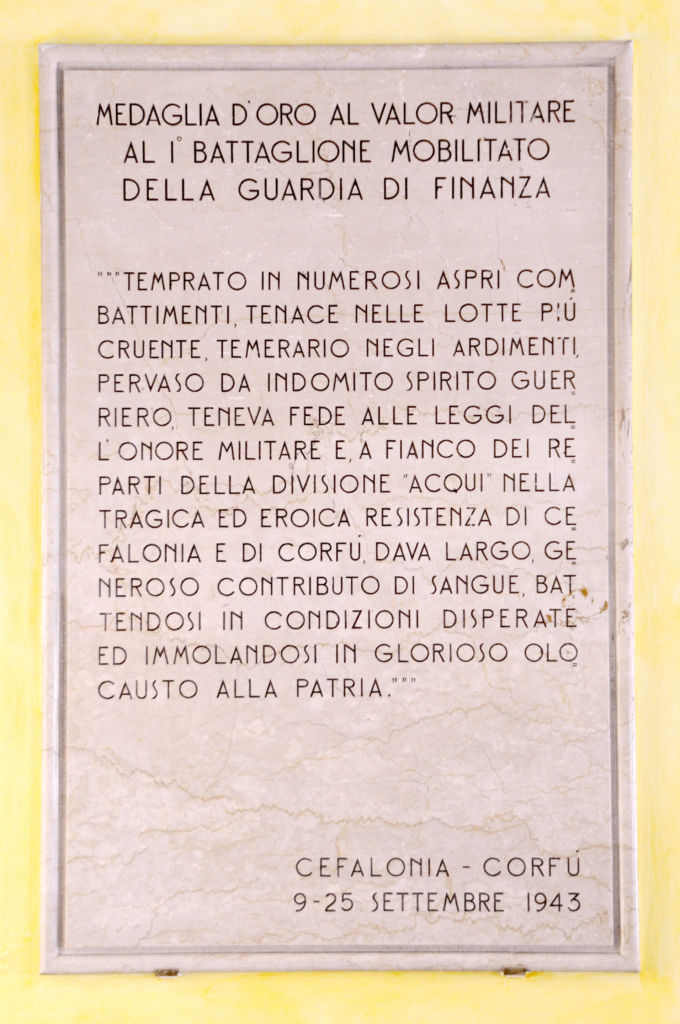 MEDAGLIA D'ORO AL VALOR MILITARE
AL I° BATTAGLIONE MOBILITATO
DELLA GUARDIA DI FINANZA
"""TEMPRATO IN NUMEROSI ASPRI COM=
BATTIMENTI, TENACE NELLE LOTTE PIÚ
CRUENTE, TEMERARIO NEGLI ARDIMENTI,
PERVASO DA INDOMITO SPIRITO GUER=
RIERO, TENEVA FEDE ALLE LEGGI DEL=
L'ONORE MILITARE E, A FIANCO DEI RE=
PARTI DELLA DIVISIONE "ACQUI" NELLA
TRAGICA ED EROICA RESISTENZA DI CE=
FALONIA E DI CORFÚ, DAVA LARGO, GE=
NEROSO CONTRIBUTO DI SANGUE, BAT=
TENDOSI IN CONDIZIONI DISPERATE
ED IMMOLANDOSI IN GLORIOSO OLO=
CAUSTO ALLA PATRIA."""
CEFALONIA - CORFÚ
9-25 SETTEMBRE 1943